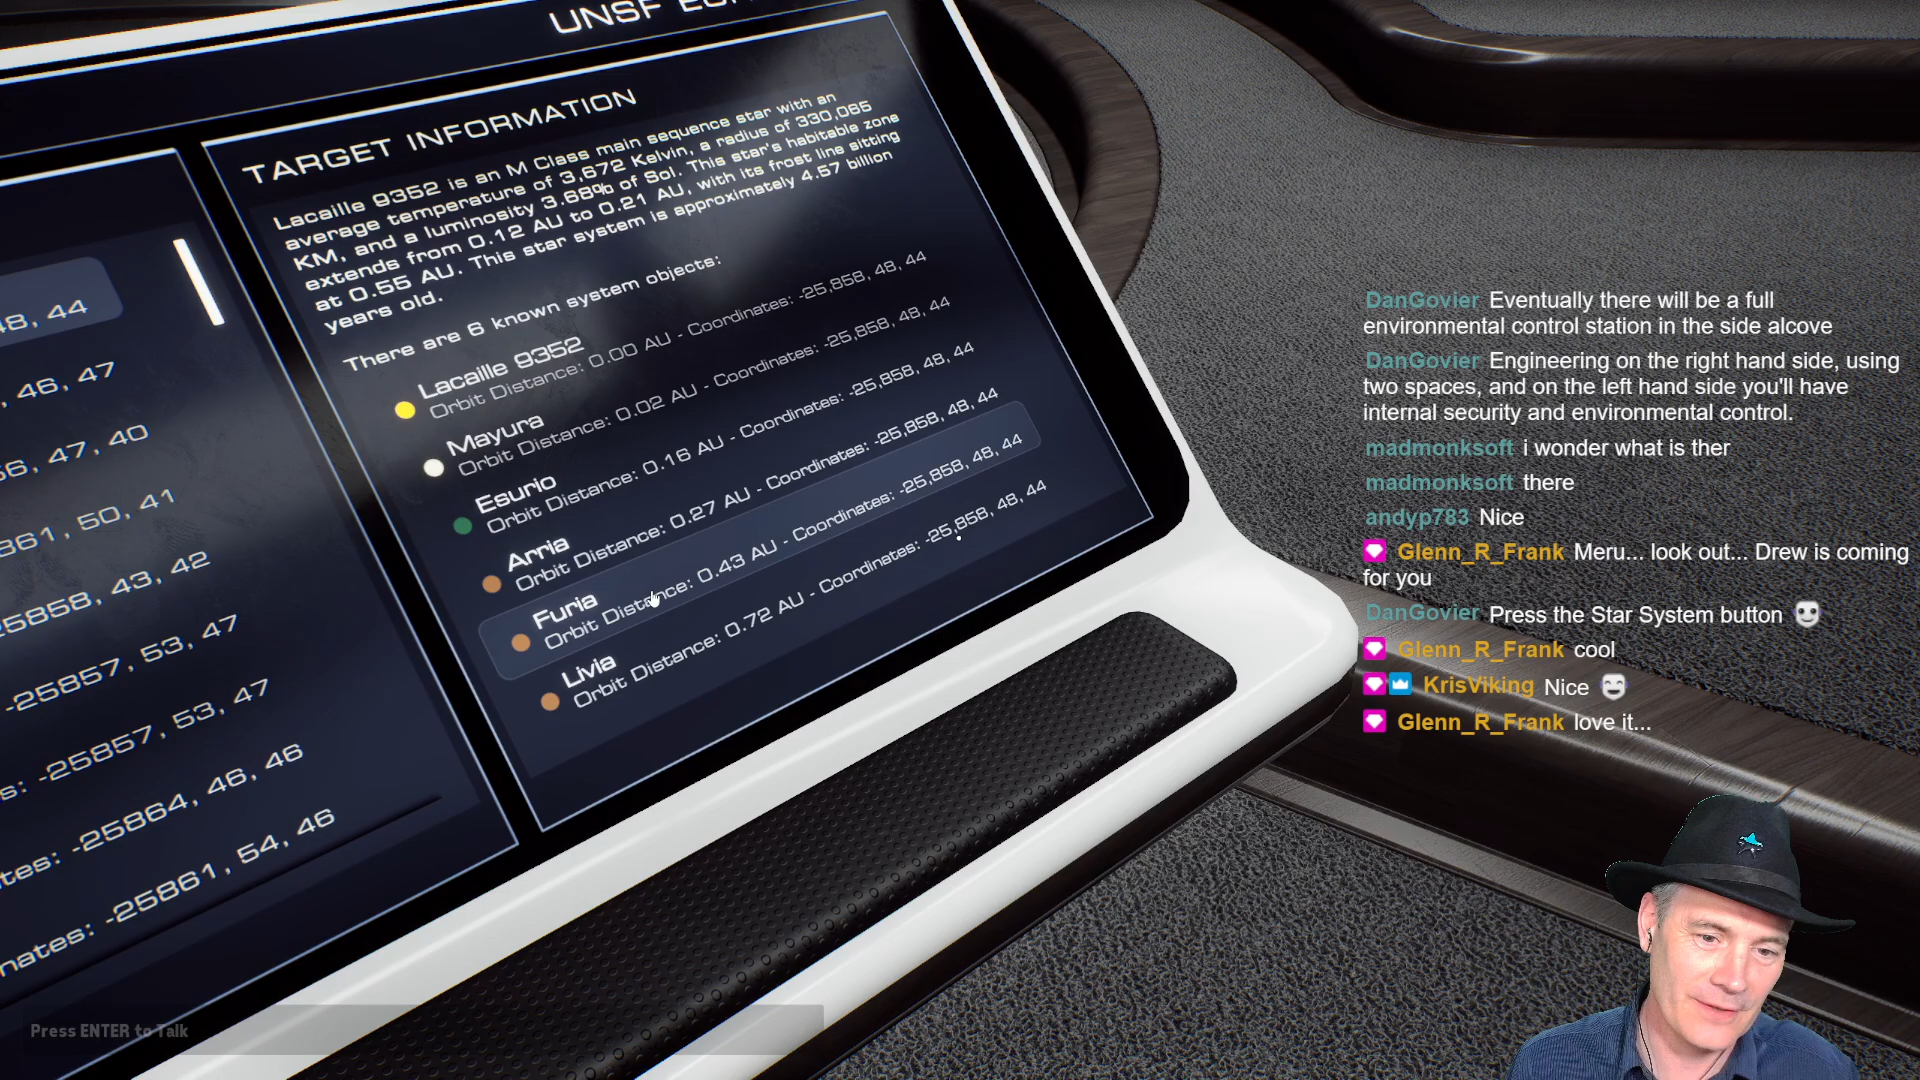 UNSF
TARGET INFORMATION
Lacaille 9352 is an M Class main sequence star with an
average temperature of 3,672 Kelvin, a radius of 330,065
KM, and a luminosity 3.68% of Sol. This star's habitable zone
extends from 0.12 AU to 0.21 AU, with its frost line sitting
at 0.55 AU. This star system is approximately 4.57 billion
years old.
There are 6 known system objects:
Lacaille 9352
Orbit Distance: 0.00 AU - Coordinates: -25,858, 48, 44
Mayura
Orbit Distance: 0.02 AU - Coordinates: -25,858, 48, 44
Esurio
Orbit Distance: 0.16 AU - Coordinates: -25,858, 48, 44
Arria
Orbit Distance: 0.27 AU - Coordinates: -25,858, 48, 44
Furia
Orbit Distance: 0.43 AU - Coordinates: -25,858, 48, 44
Livia
Orbit Distance: 0.72 AU - Coordinates: -25,858, 48, 44
48, 44
, 46, 47
56, 47, 40
861, 50, 41
25858, 43, 42
-25857, 53, 47
s: -25857, 53, 47
tes: -25864, 46, 46
nates: -25861, 54, 46
Press ENTER to Talk
DanGovier Eventually there will be a full
environmental control station in the side alcove
DanGovier Engineering on the right hand side, using
two spaces, and on the left hand side you'll have
internal security and environmental control.
madmonksoft i wonder what is ther
madmonksoft there
andyp783 Nice
Glenn_R_Frank Meru... look out... Drew is coming
for you
DanGovier Press the Star System button
Glenn_R_Frank cool
KrisViking Nice
Glenn_R_Frank love it...